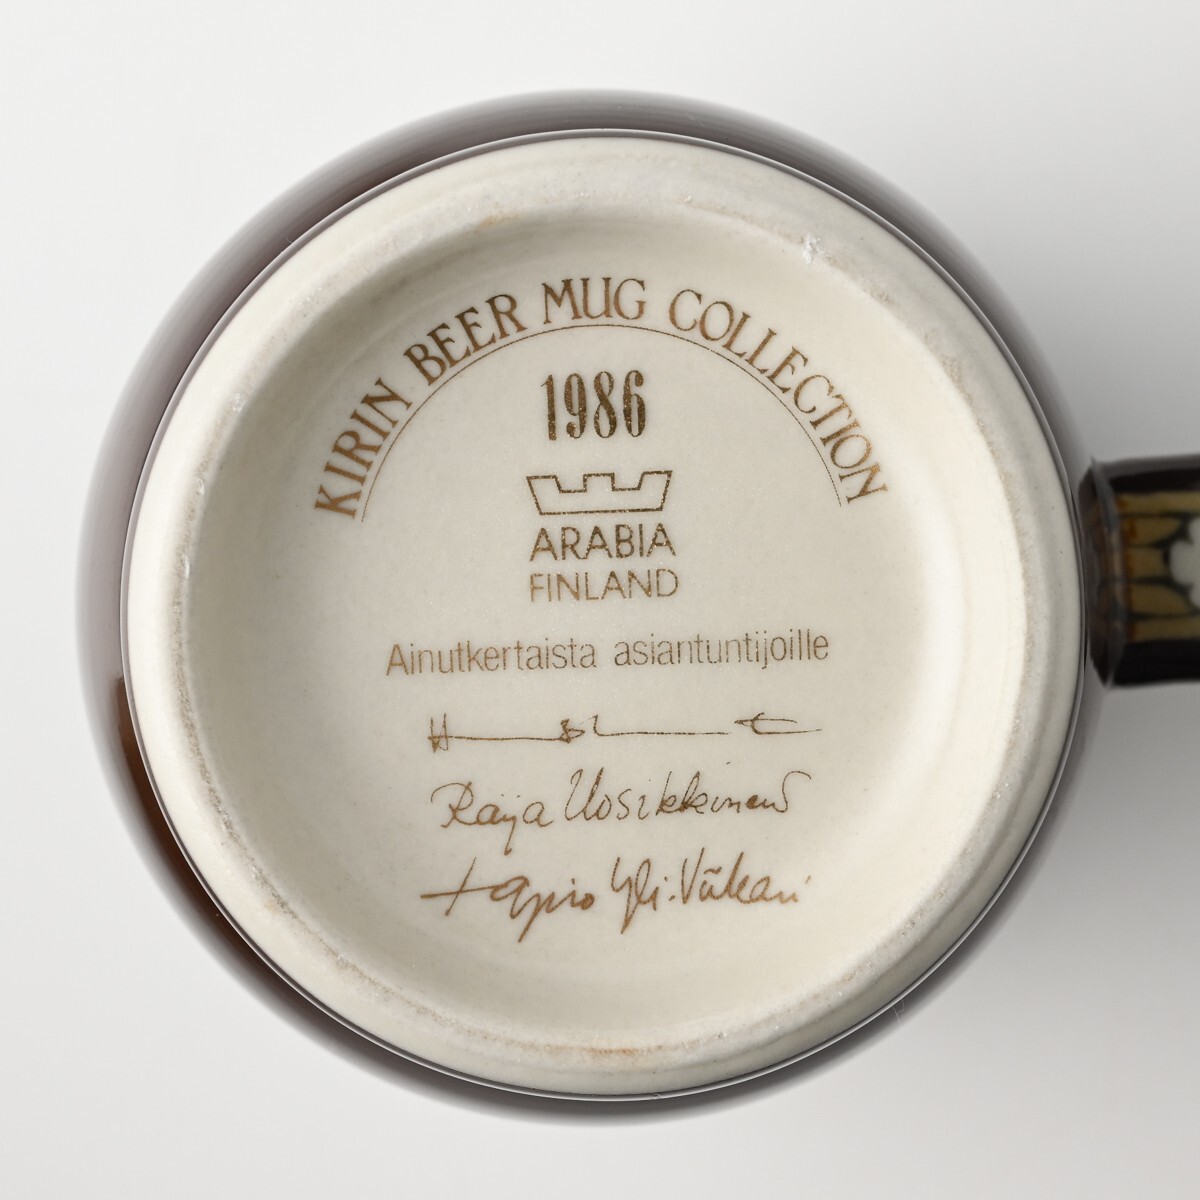 KIRIN BEER MUG COLLECTION
1986
ARABIA
FINLAND
Ainutkertaista asiantuntijoille
Raija Uosikkinen
Tapio Yli-Viikari